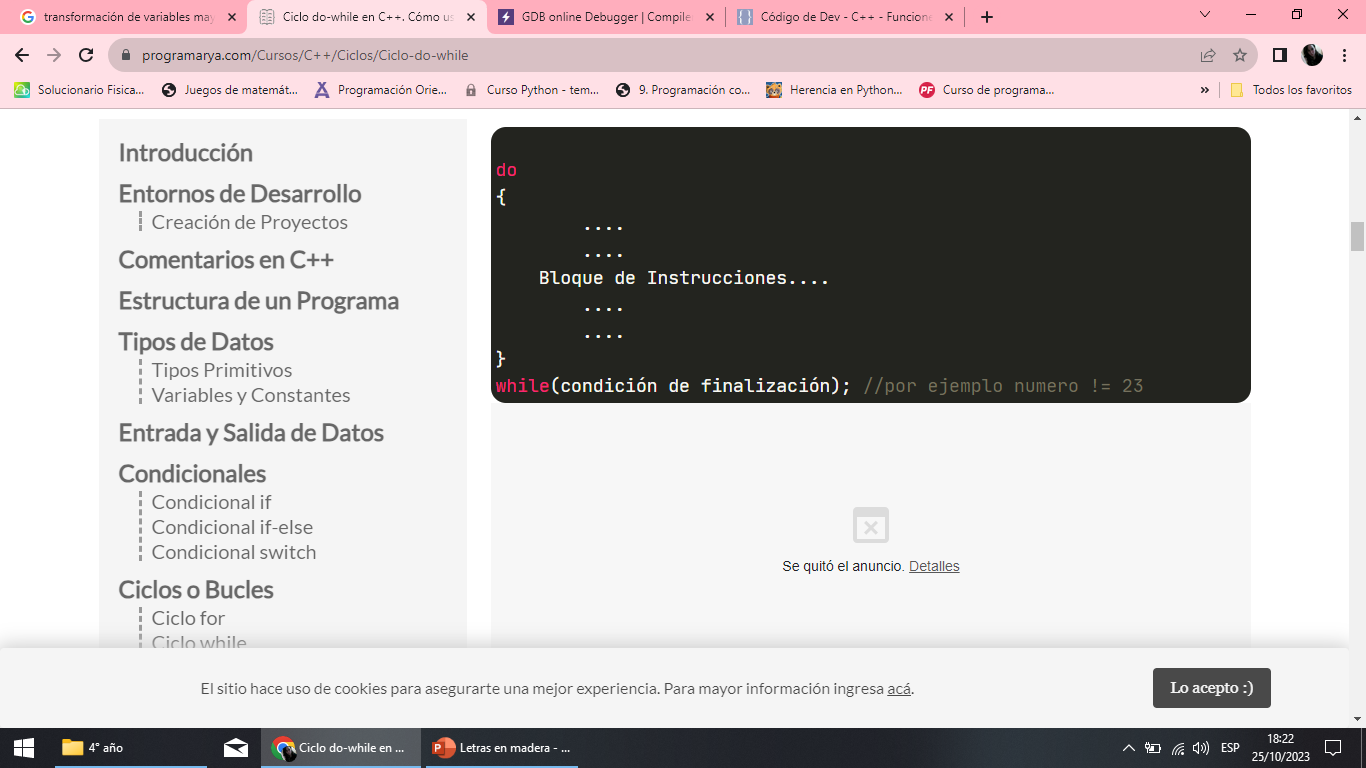 transformación de variables may
Ciclo do-while en C++. Cómo us
GDB online Debugger | Compile
Código de Dev - C++ - Funcione
programarya.com/Cursos/C++/Ciclos/Ciclo-do-while
Solucionario Fisica...
Juegos de matemát...
Programación Orie...
Curso Python - tem...
9. Programación co...
Herencia en Python...
PF
Curso de programa...
»
Todos los favoritos
Introducción
Entornos de Desarrollo
Creación de Proyectos
Comentarios en C++
Estructura de un Programa
Tipos de Datos
Tipos Primitivos
Variables y Constantes
Entrada y Salida de Datos
Condicionales
Condicional if
Condicional if-else
Condicional switch
Ciclos o Bucles
Ciclo for
Ciclo while
do
{
....
....
Bloque de Instrucciones....
....
....
}
while(condición de finalización); //por ejemplo numero != 23
Se quitó el anuncio. Detalles
El sitio hace uso de cookies para asegurarte una mejor experiencia. Para mayor información ingresa acá.
Lo acepto :)
4° año
Ciclo do-while en ...
Letras en madera - ...
ESP
18:22
25/10/2023